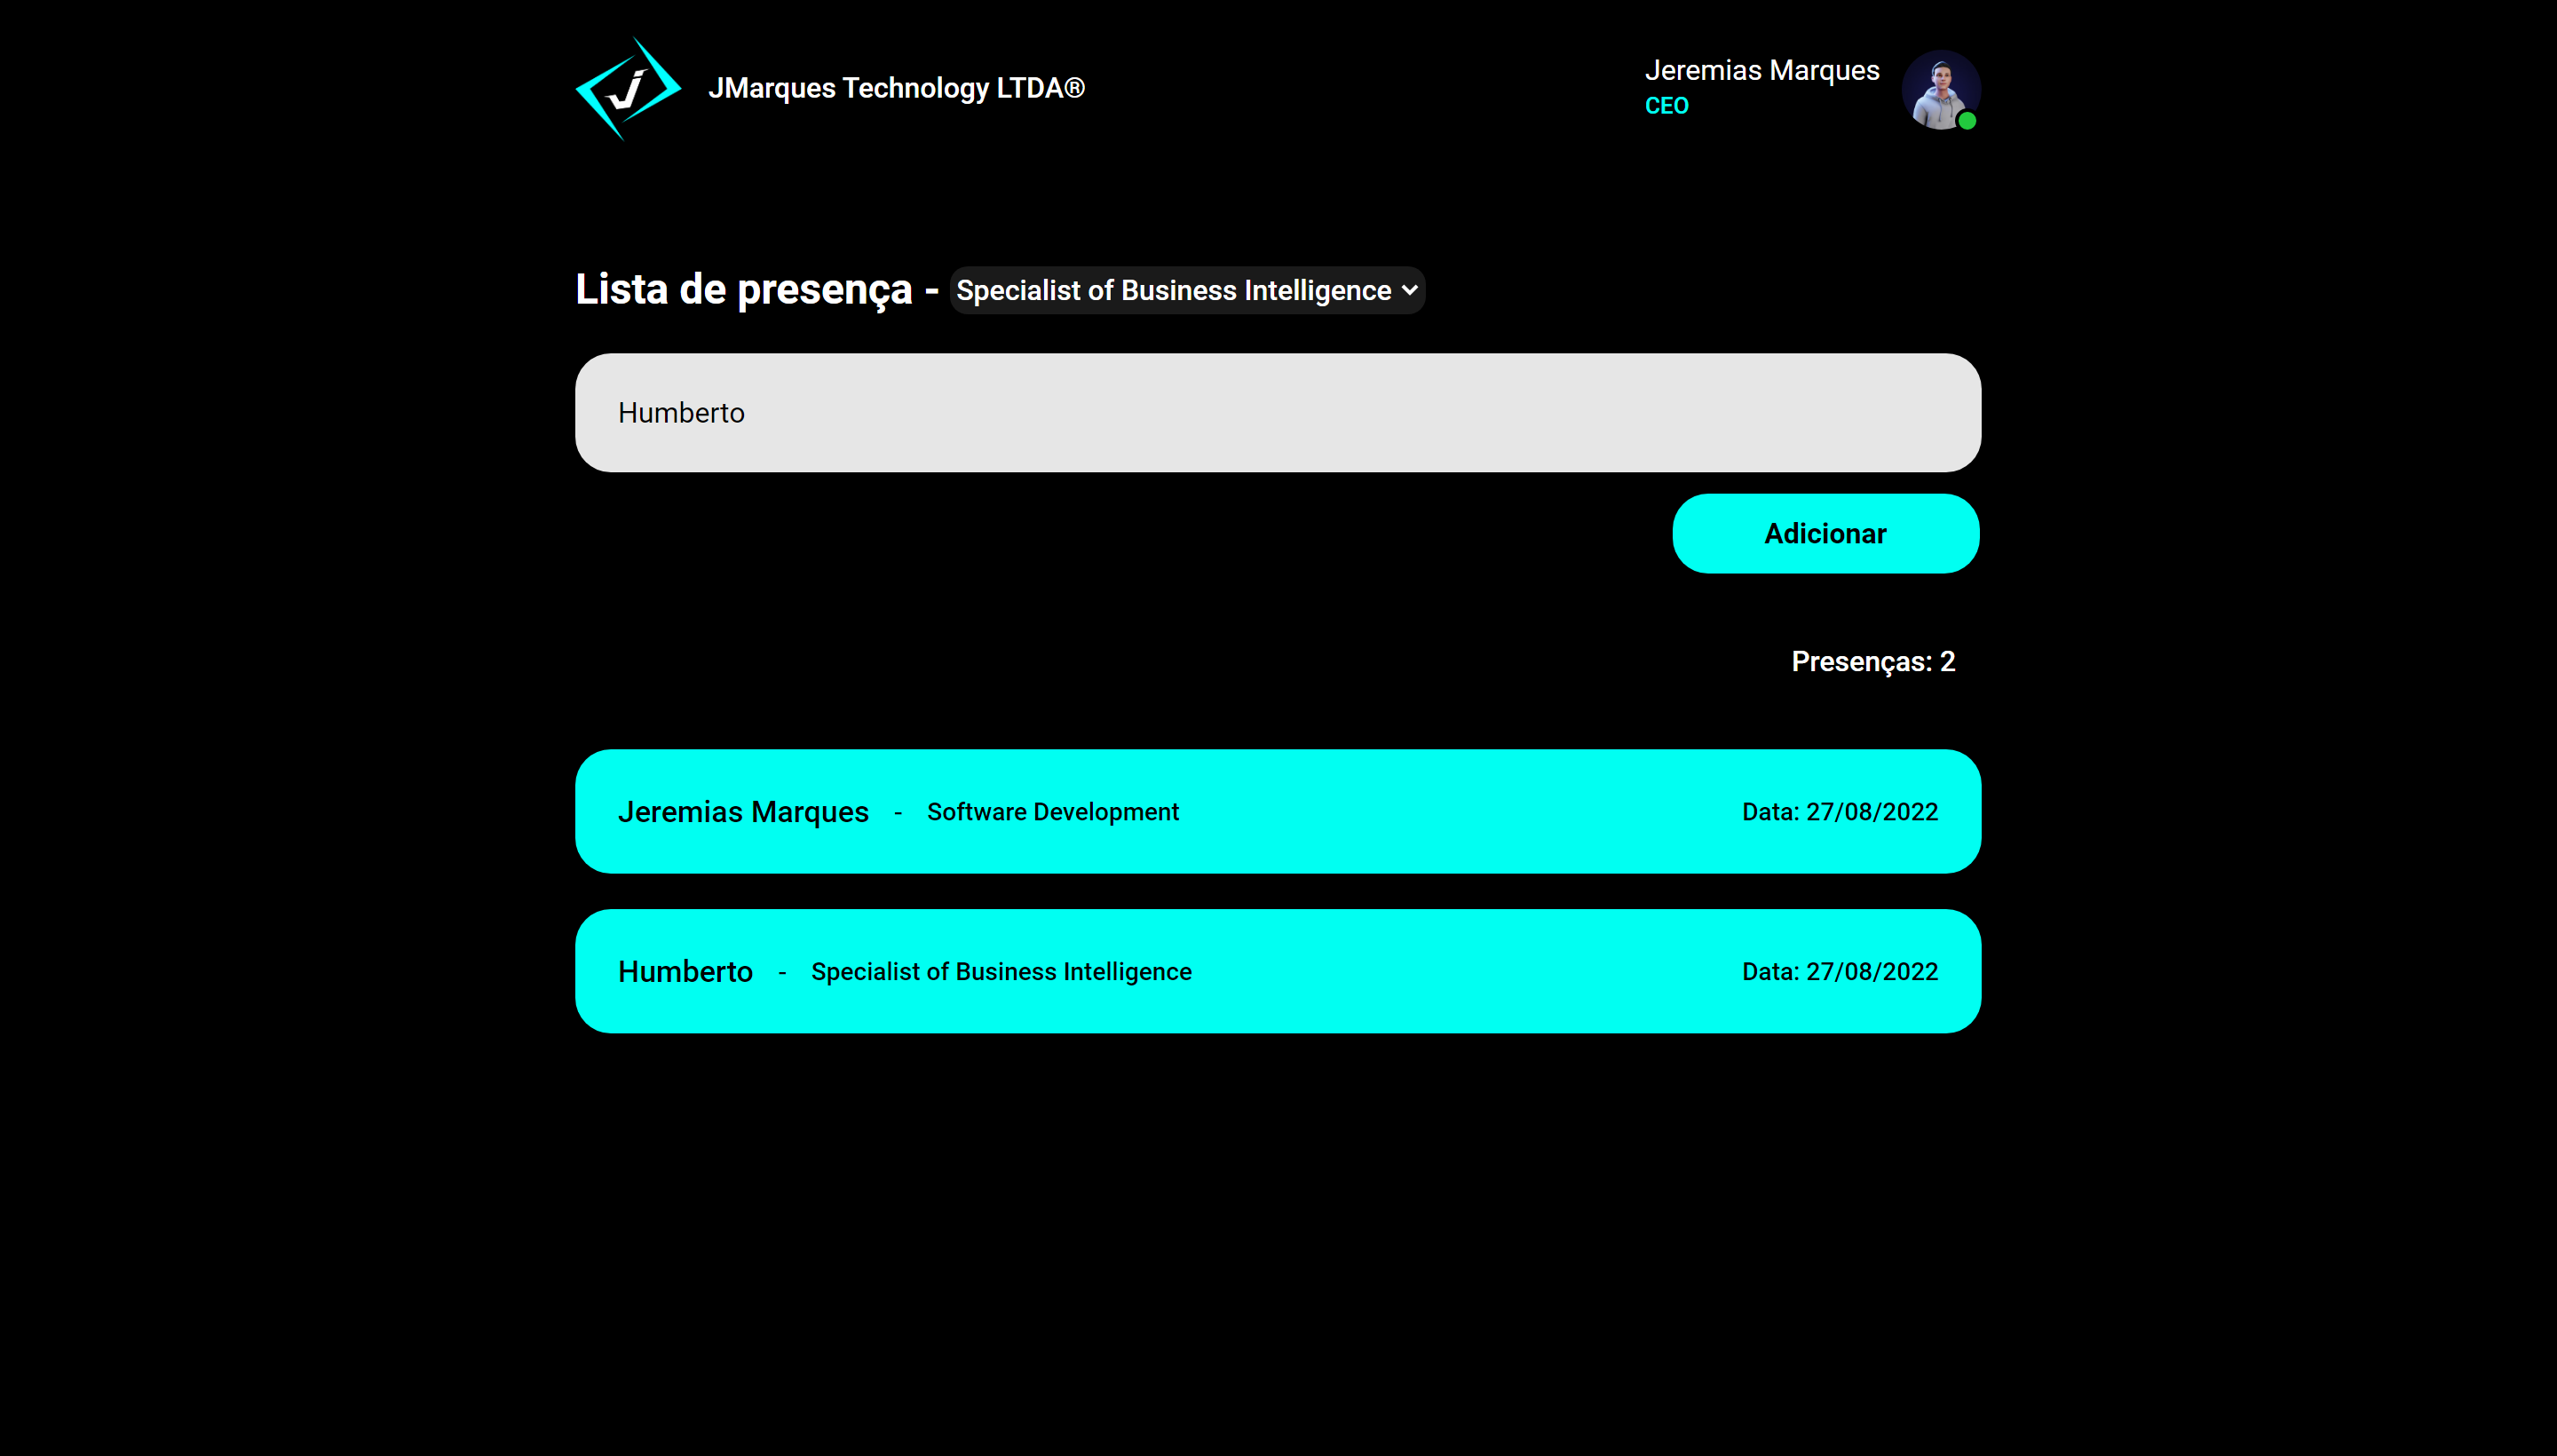 JMarques Technology LTDA®
Jeremias Marques
CEO
Lista de presença - Specialist of Business Intelligence
Humberto
Adicionar
Presenças: 2
Jeremias Marques - Software Development Data: 27/08/2022
Humberto - Specialist of Business Intelligence Data: 27/08/2022